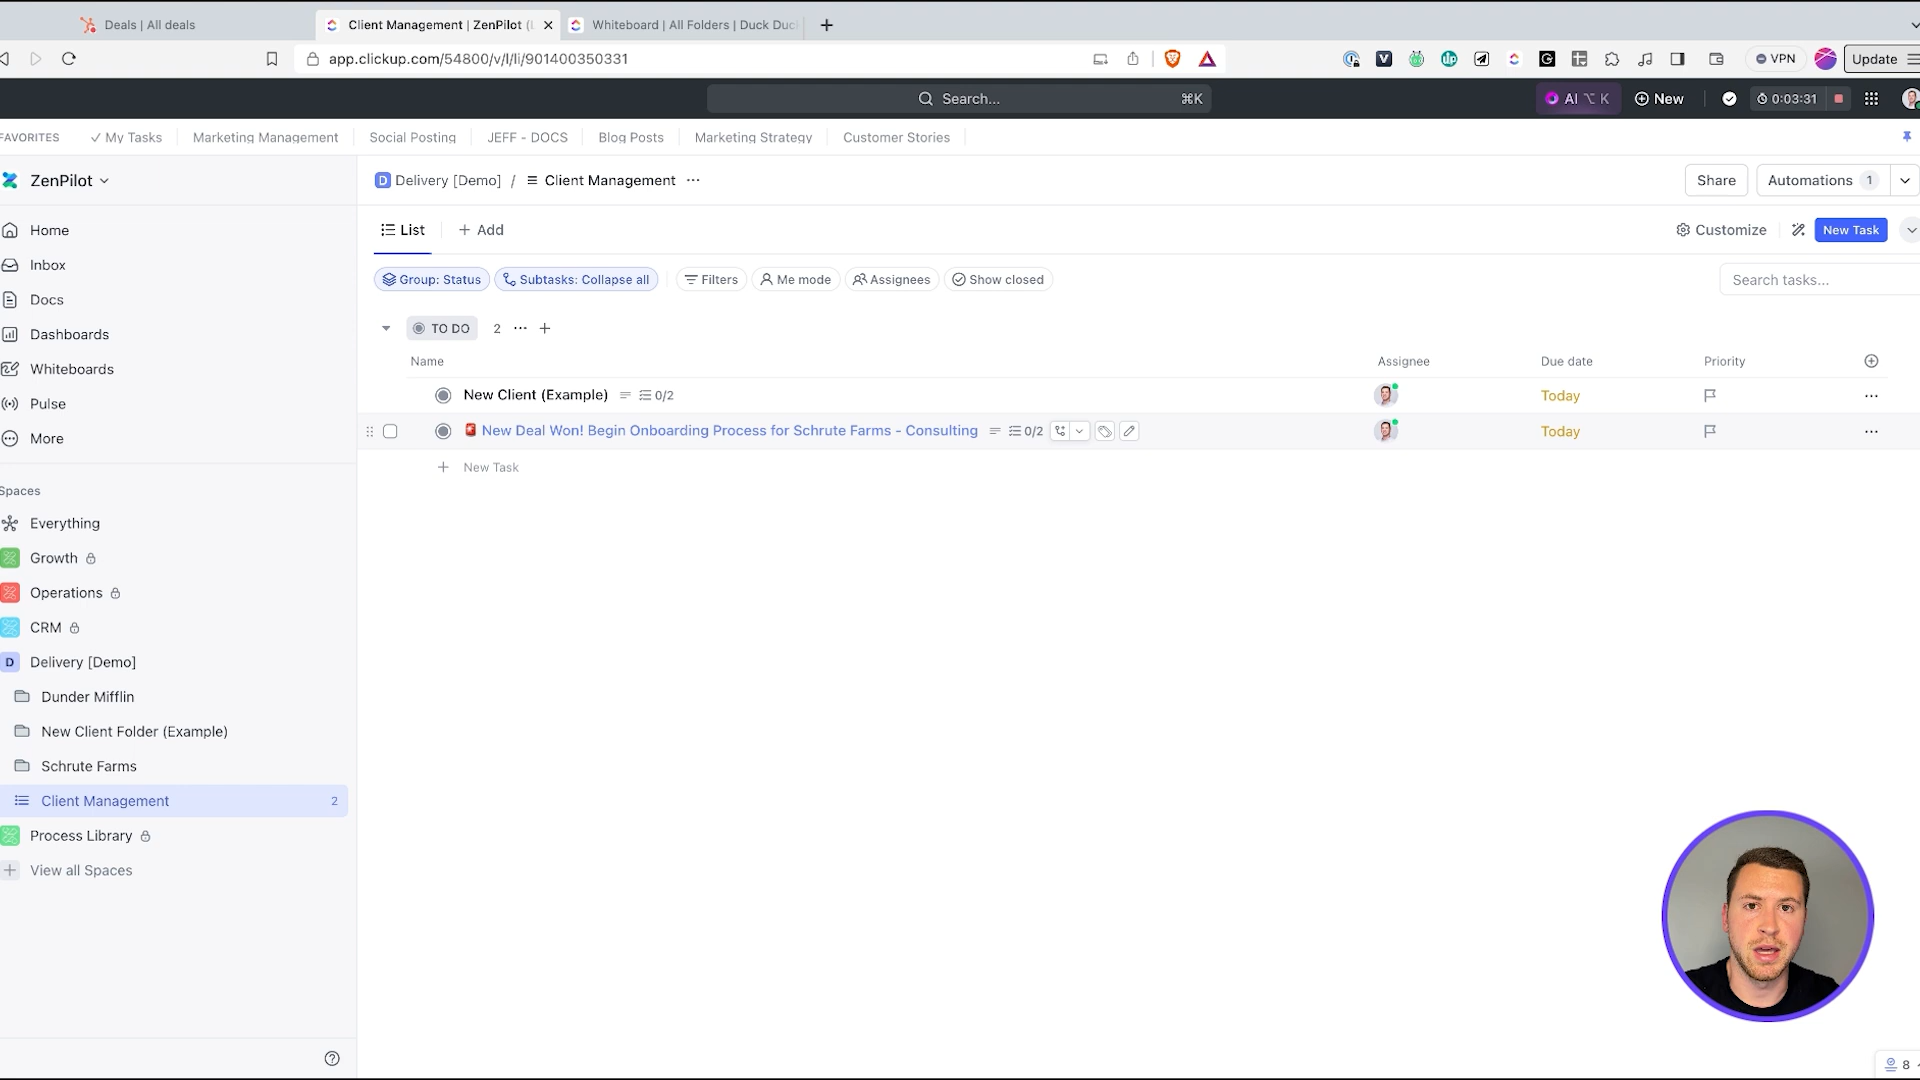 Deals | All deals
Client Management | ZenPilot (
Whiteboard | All Folders | Duck Duc
app.clickup.com/54800/v/l/li/901400350331
VPN
Update
Search...
⌘K
AI ⌥ K
New
0:03:31
FAVORITES
My Tasks
Marketing Management
Social Posting
JEFF - DOCS
Blog Posts
Marketing Strategy
Customer Stories
ZenPilot
Delivery [Demo] / Client Management
Share
Automations 1
Home
List
Add
Customize
New Task
Inbox
Docs
Dashboards
Whiteboards
Pulse
More
Group: Status
Subtasks: Collapse all
Filters
Me mode
Assignees
Show closed
Search tasks...
TO DO 2
Name
Assignee
Due date
Priority
New Client (Example) 0/2
Today
New Deal Won! Begin Onboarding Process for Schrute Farms - Consulting 0/2
Today
New Task
Spaces
Everything
Growth
Operations
CRM
D Delivery [Demo]
Dunder Mifflin
New Client Folder (Example)
Schrute Farms
Client Management 2
Process Library
View all Spaces
8